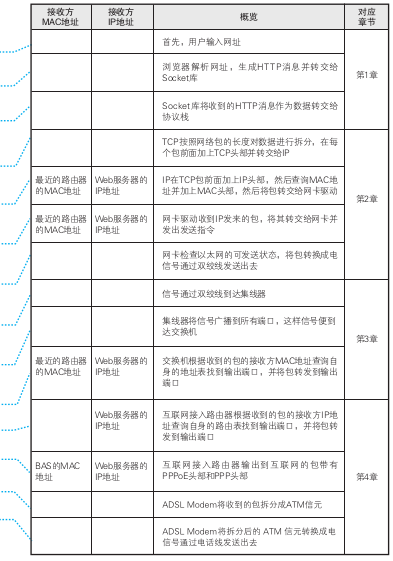 接收方
MAC地址
接收方
IP地址
概览
对应
章节
首先，用户输入网址
浏览器解析网址，生成HTTP消息并转交给
Socket库
Socket库将收到的HTTP消息作为数据转交给
协议栈
第1章
TCP按照网络包的长度对数据进行拆分，在每
个包前面加上TCP头部并转交给IP
最近的路由器
的MAC地址
Web服务器的
IP地址
IP在TCP包前面加上IP头部，然后查询MAC地
址并加上MAC头部，然后将包转交给网卡驱动
最近的路由器
的MAC地址
Web服务器的
IP地址
网卡驱动收到IP发来的包，将其转交给网卡并
发出发送指令
网卡检查以太网的可发送状态，将包转换成电
信号通过双绞线发送出去
第2章
信号通过双绞线到达集线器
集线器将信号广播到所有端口，这样信号便到
达交换机
最近的路由器
的MAC地址
Web服务器的
IP地址
交换机根据收到的包的接收方MAC地址查询自
身的地址表找到输出端口，并将包转发到输出
端口
第3章
Web服务器的
IP地址
互联网接入路由器根据收到的包的接收方IP地
址查询自身的路由表找到输出端口，并将包转
发到输出端口
BAS的MAC
地址
Web服务器的
IP地址
互联网接入路由器输出到互联网的包带有
PPPoE头部和PPP头部
ADSL Modem将收到的包拆分成ATM信元
ADSL Modem将拆分后的 ATM 信元转换成电
信号通过电话线发送出去
第4章